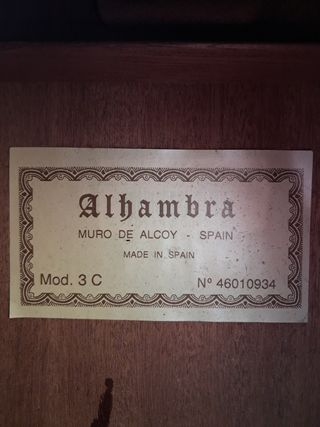 Alhambra
MURO DE ALCOY - SPAIN
MADE IN SPAIN
Mod. 3 C Nº 46010934